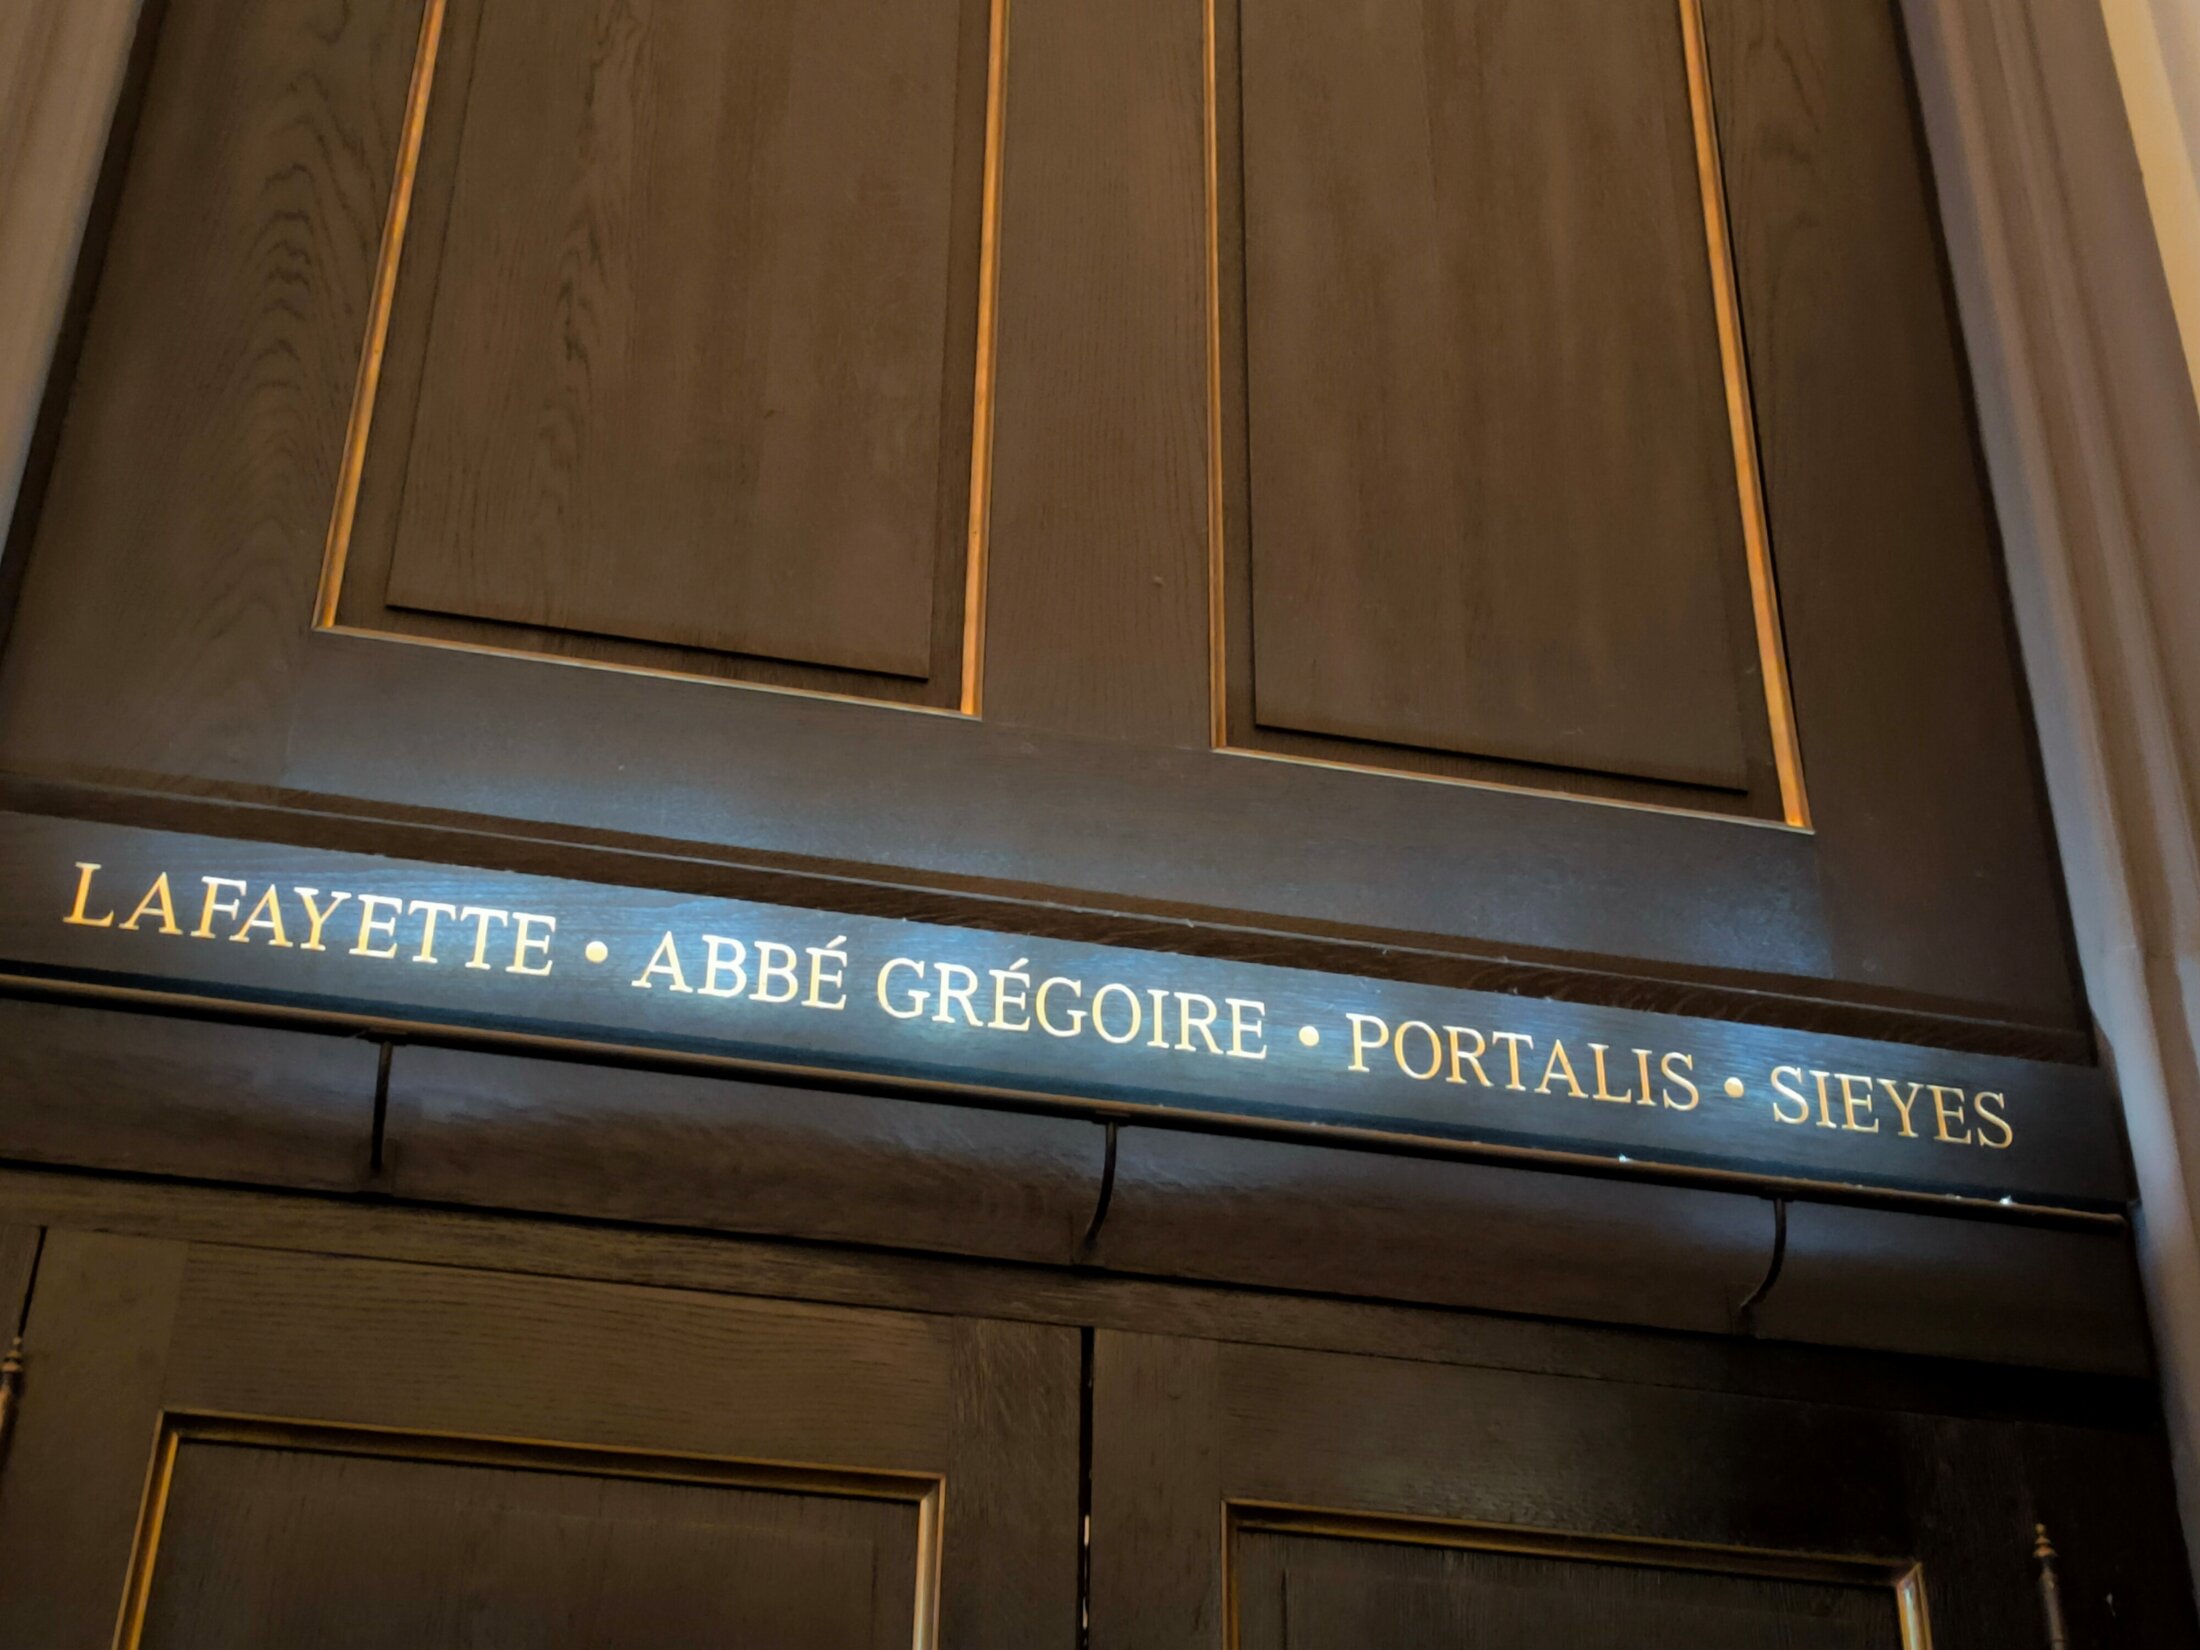 LAFAYETTE • ABBÉ GRÉGOIRE • PORTALIS • SIEYES